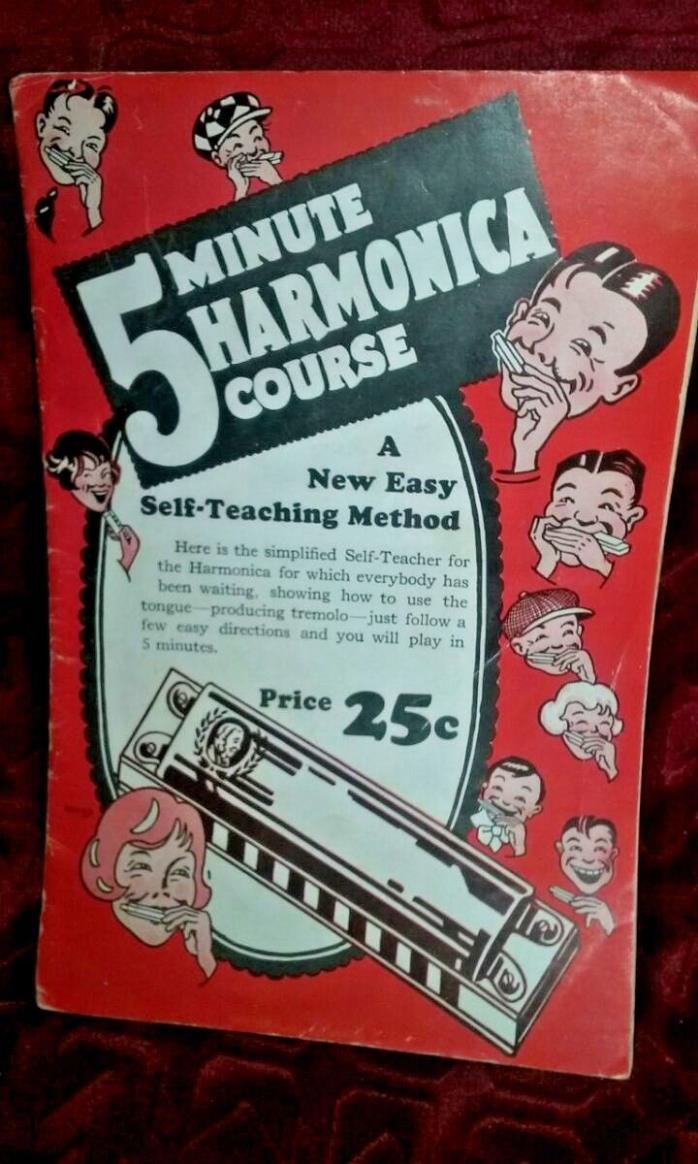 5 MINUTE
HARMONICA
COURSE
A
New Easy
Self-Teaching Method
Here is the simplified Self-Teacher for
the Harmonica for which everybody has
been waiting, showing how to use the
tongue—producing tremolo—just follow a
few easy directions and you will play in
5 minutes.
Price 25c